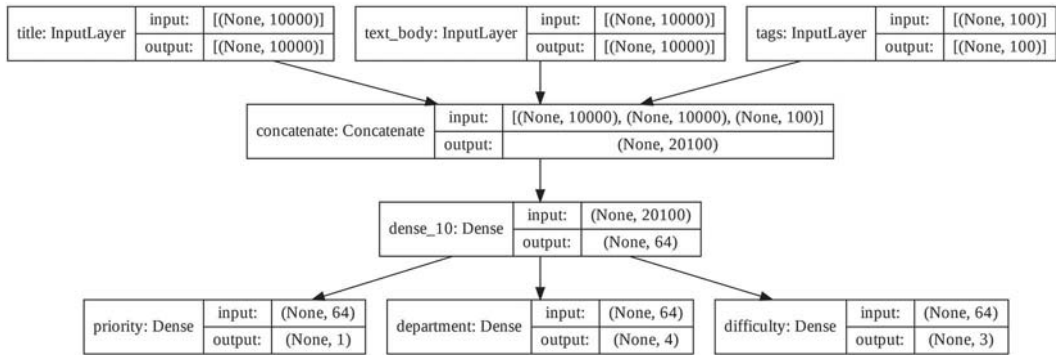 title: InputLayer input: [(None, 10000)] output: [(None, 10000)]
text_body: InputLayer input: [(None, 10000)] output: [(None, 10000)]
tags: InputLayer input: [(None, 100)] output: [(None, 100)]
concatenate: Concatenate input: [(None, 10000), (None, 10000), (None, 100)] output: (None, 20100)
dense_10: Dense input: (None, 20100) output: (None, 64)
priority: Dense input: (None, 64) output: (None, 1)
department: Dense input: (None, 64) output: (None, 4)
difficulty: Dense input: (None, 64) output: (None, 3)